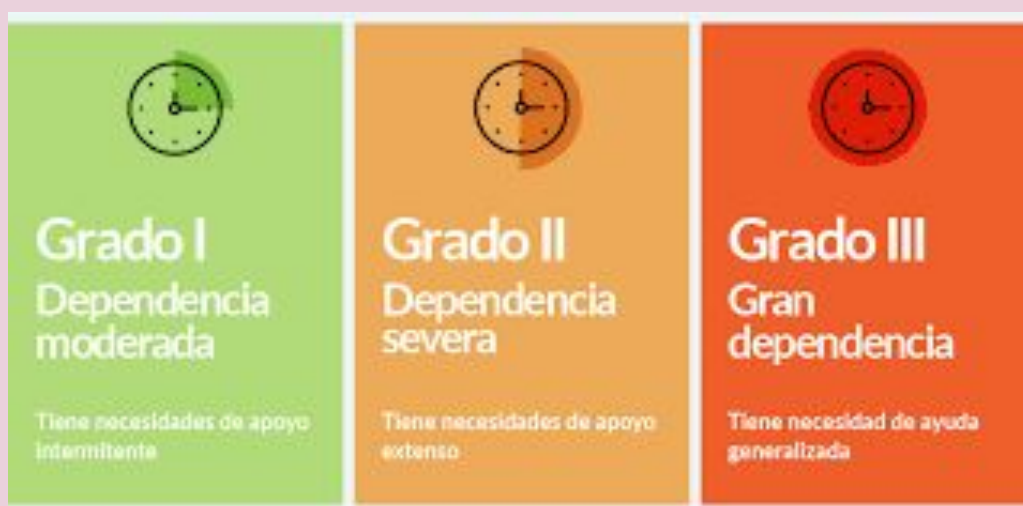 Grado I
Dependencia
moderada
Tiene necesidades de apoyo
intermitente
Grado II
Dependencia
severa
Tiene necesidades de apoyo
extenso
Grado III
Gran
dependencia
Tiene necesidad de ayuda
generalizada